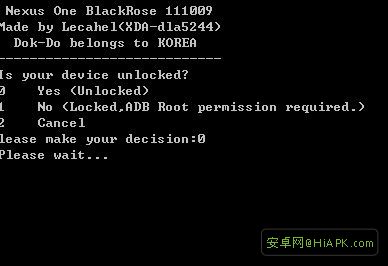 Nexus One BlackRose 111009
Made by Lecahel(XDA-dla5244)
Dok-Do belongs to KOREA
----------------------------
Is your device unlocked?
0 Yes (Unlocked)
1 No (Locked,ADB Root permission required.)
2 Cancel
lease make your decision:0
Please wait...
安卓网@HiAPK.com